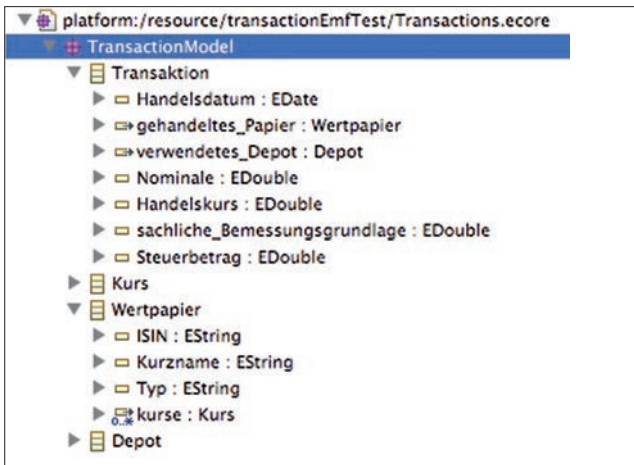 platform:/resource/transactionEmfTest/Transactions.ecore
TransactionModel
Transaktion
Handelsdatum : EDate
gehandeltes_Papier : Wertpapier
verwendetes_Depot : Depot
Nominale : EDouble
Handelskurs : EDouble
sachliche_Bemessungsgrundlage : EDouble
Steuerbetrag : EDouble
Kurs
Wertpapier
ISIN : EString
Kurzname : EString
Typ : EString
0..* kurse : Kurs
Depot